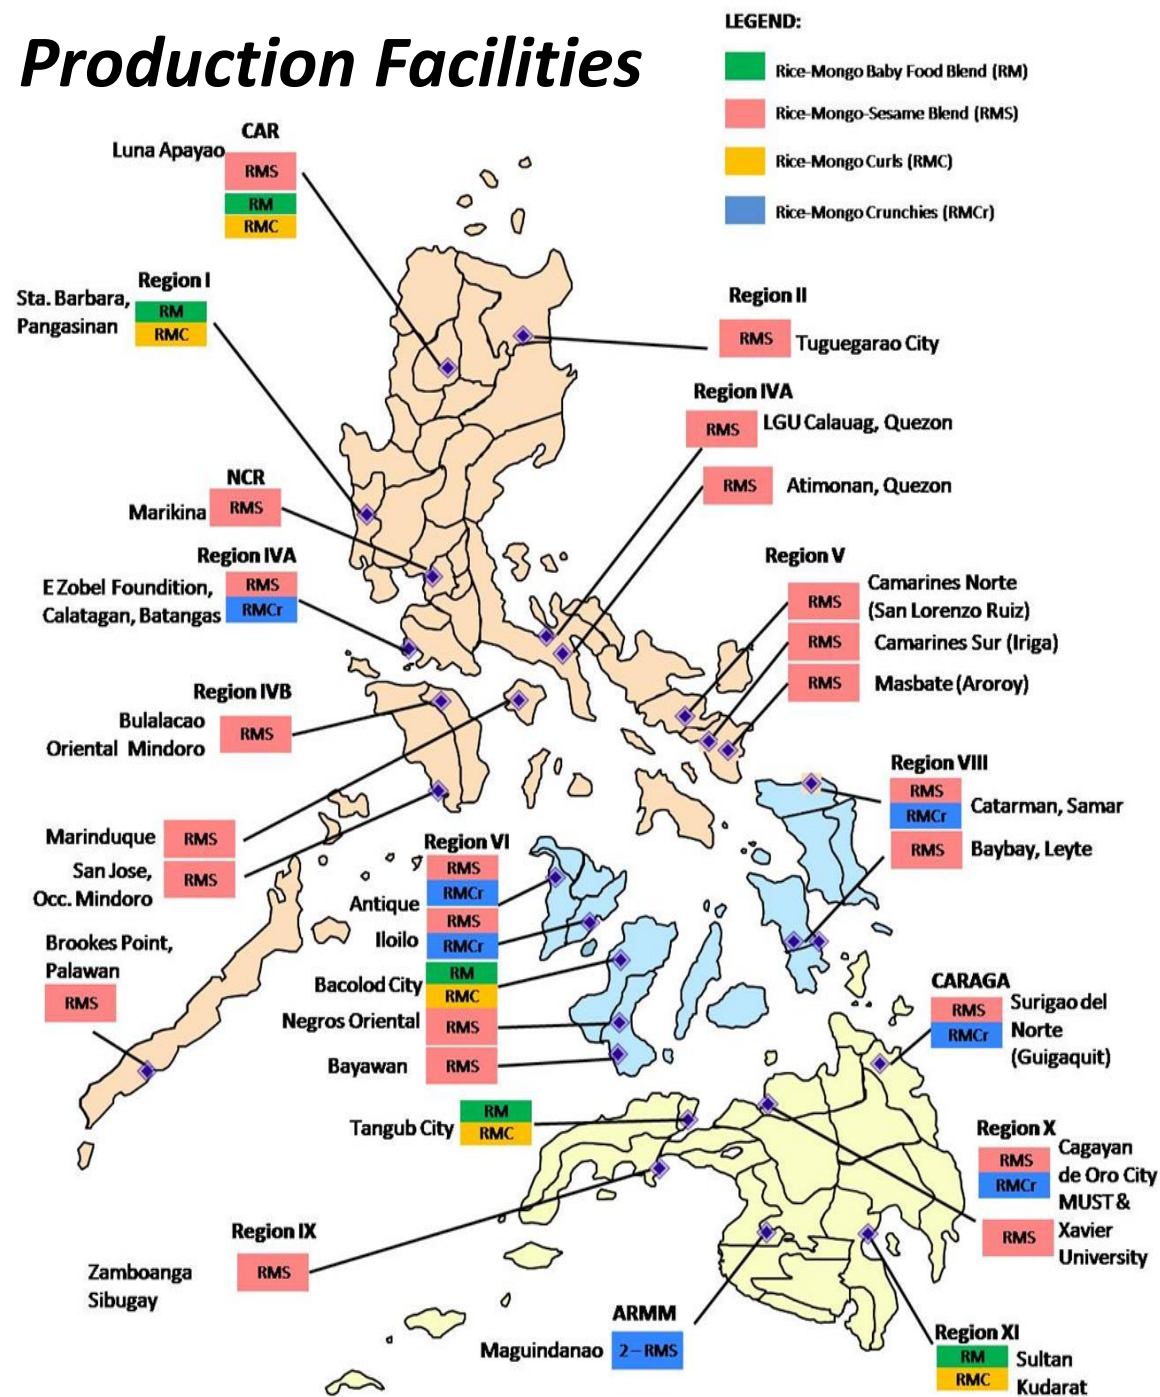 Production Facilities
LEGEND:
Rice-Mongo Baby Food Blend (RM)
Rice-Mongo-Sesame Blend (RMS)
Rice-Mongo Curls (RMC)
Rice-Mongo Crunchies (RMCr)
CAR
Luna Apayao
RMS
RM
RMC
Region I
Sta. Barbara,
Pangasinan
RM
RMC
Region II
RMS
Tuguegarao City
Region IVA
RMS
LGU Calauag, Quezon
RMS
Atimonan, Quezon
NCR
Marikina
RMS
Region IVA
E Zobel Foundition,
Calatagan, Batangas
RMS
RMCr
Region V
RMS
Camarines Norte
(San Lorenzo Ruiz)
RMS
Camarines Sur (Iriga)
RMS
Masbate (Aroroy)
Region IVB
Bulalacao
Oriental Mindoro
RMS
Marinduque
RMS
San Jose,
Occ. Mindoro
RMS
Brookes Point,
Palawan
RMS
Region VI
RMS
RMCr
Antique
RMS
RMCr
Iloilo
RM
RMC
Bacolod City
Negros Oriental
RMS
Bayawan
RMS
Region VIII
RMS
RMCr
Catarman, Samar
RMS
Baybay, Leyte
CARAGA
RMS
RMCr
Surigao del
Norte
(Guigaquit)
Tangub City
RM
RMC
Region X
RMS
RMCr
Cagayan
de Oro City
MUST &
RMS
Xavier
University
Region IX
Zamboanga
Sibugay
RMS
ARMM
Maguindanao
2 – RMS
Region XI
RM
RMC
Sultan
Kudarat